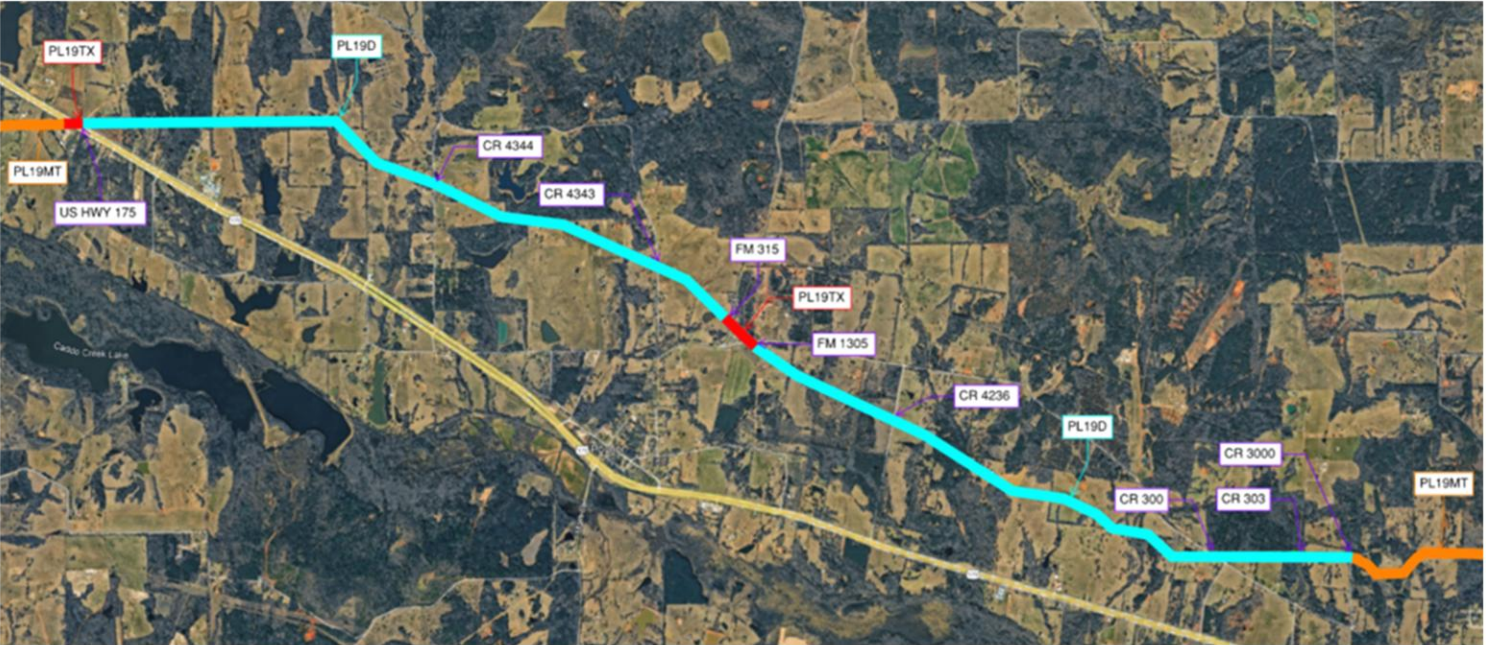 PL19TX
PL19D
PL19MT
US HWY 175
CR 4344
CR 4343
FM 315
PL19TX
FM 1305
Caddo Creek Lake
CR 4236
PL19D
CR 3000
CR 300
CR 303
PL19MT